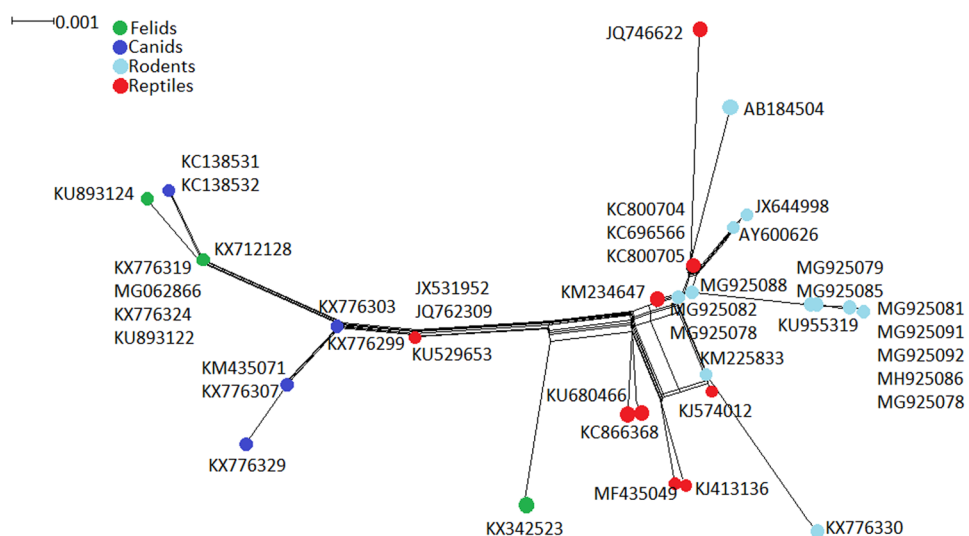 0.001
Felids
Canids
Rodents
Reptiles
JQ746622
AB184504
KC138531
KC138532
KU893124
KX712128
KX776319
MG062866
KX776324
KU893122
KX776303
KX776299
JX531952
JQ762309
KU529653
KM435071
KX776307
KX776329
KC800704
KC696566
KC800705
JX644998
AY600626
KM234647
MG925088
MG925082
MG925078
MG925079
MG925085
KU955319
MG925081
MG925091
MG925092
MH925086
MG925078
KM225833
KU680466
KC866368
KJ574012
MF435049
KJ413136
KX342523
KX776330